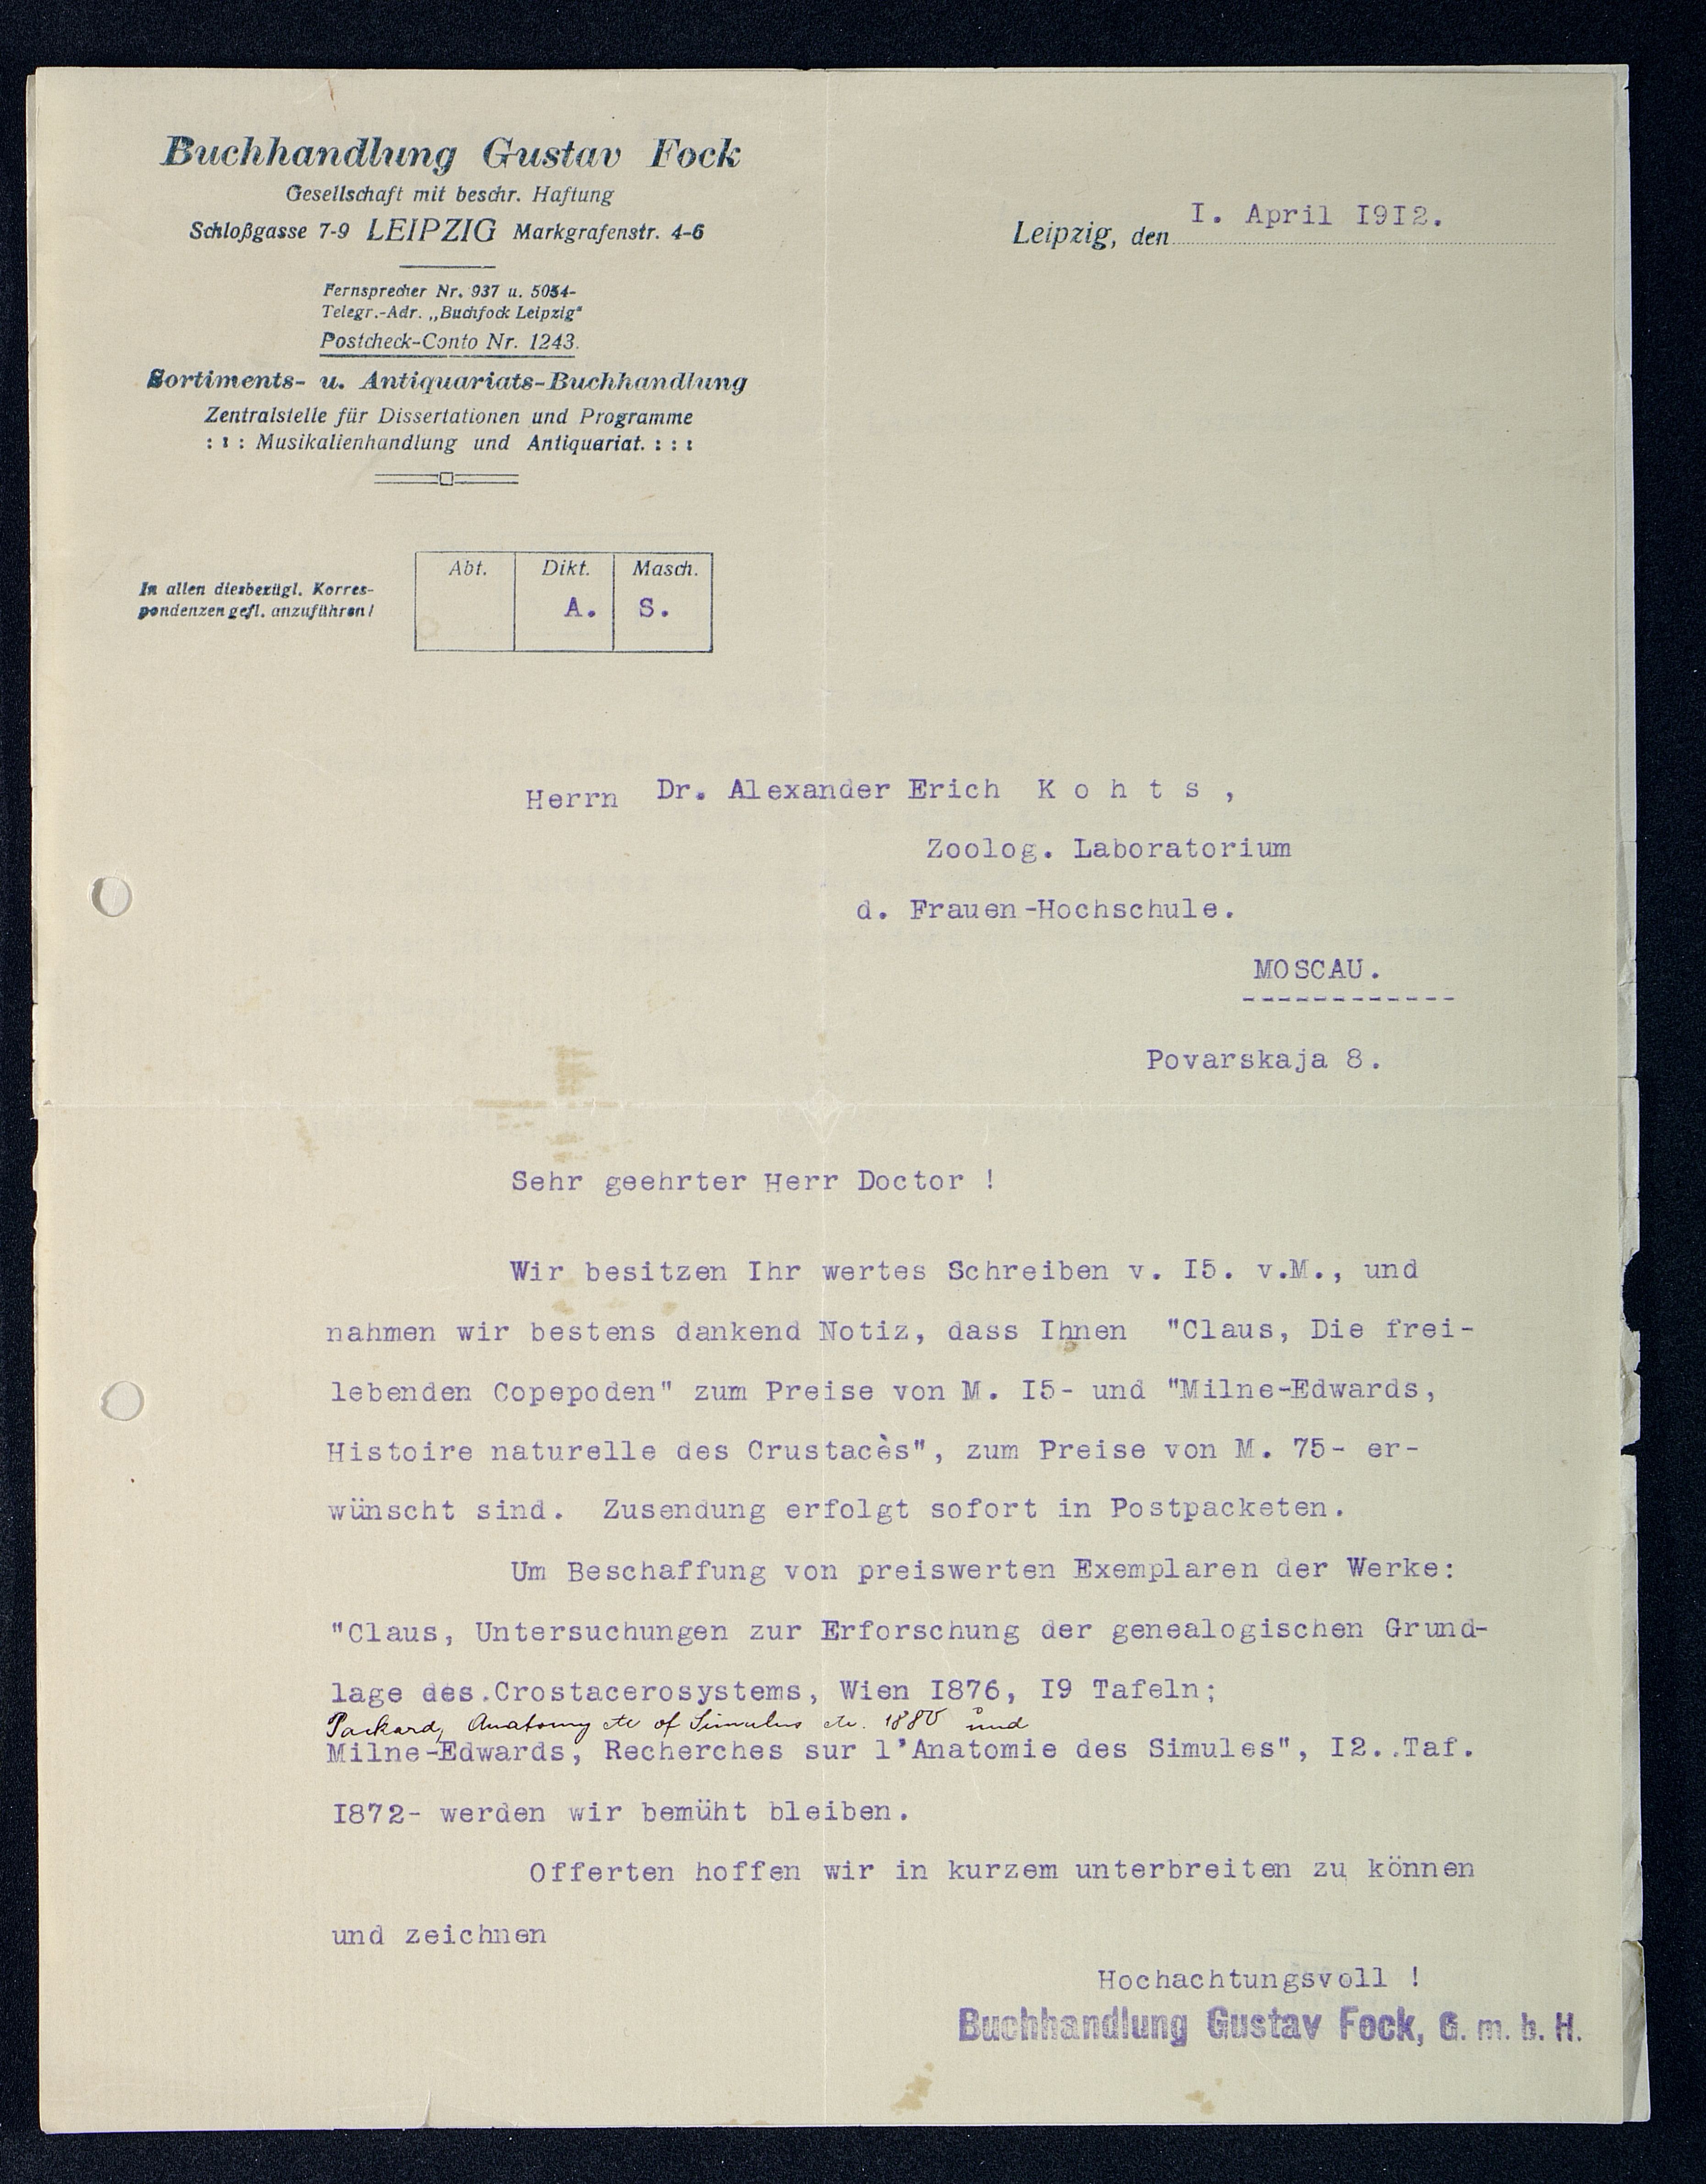 Buchhandlung Gustav Fock
Gesellschaft mit beschr. Haftung
Schloßgasse 7-9 LEIPZIG Markgrafenstr. 4-6
Fernsprecher Nr. 937 u. 5054-
Telegr.-Adr. „Buchfock Leipzig“
Postcheck-Conto Nr. 1243.
Sortiments- u. Antiquariats-Buchhandlung
Zentralstelle für Dissertationen und Programme
: : : Musikalienhandlung und Antiquariat. : : :
Leipzig, den I. April I9I2.
In allen diesbezügl. Korres-
pondenzen gefl. anzuführen!
Abt. Dikt. Masch.
A. S.
Herrn Dr. Alexander Erich K o h t s ,
Zoolog. Laboratorium
d. Frauen-Hochschule.
MOSCAU.
------------
Povarskaja 8.
Sehr geehrter Herr Doctor !
Wir besitzen Ihr wertes Schreiben v. I5. v.M., und
nahmen wir bestens dankend Notiz, dass Ihnen "Claus, Die frei-
lebenden Copepoden" zum Preise von M. I5- und "Milne-Edwards,
Histoire naturelle des Crustacès", zum Preise von M. 75- er-
wünscht sind. Zusendung erfolgt sofort in Postpacketen.
Um Beschaffung von preiswerten Exemplaren der Werke:
"Claus, Untersuchungen zur Erforschung der genealogischen Grund-
lage des.Crostacerosystems, Wien I876, I9 Tafeln;
Packard, Anatomy etc of Limulus etc. 1880 und
Milne-Edwards, Recherches sur l'Anatomie des Simules", I2..Taf.
I872- werden wir bemüht bleiben.
Offerten hoffen wir in kurzem unterbreiten zu können
und zeichnen
Hochachtungsvoll !
Buchhandlung Gustav Fock, G. m. b. H.